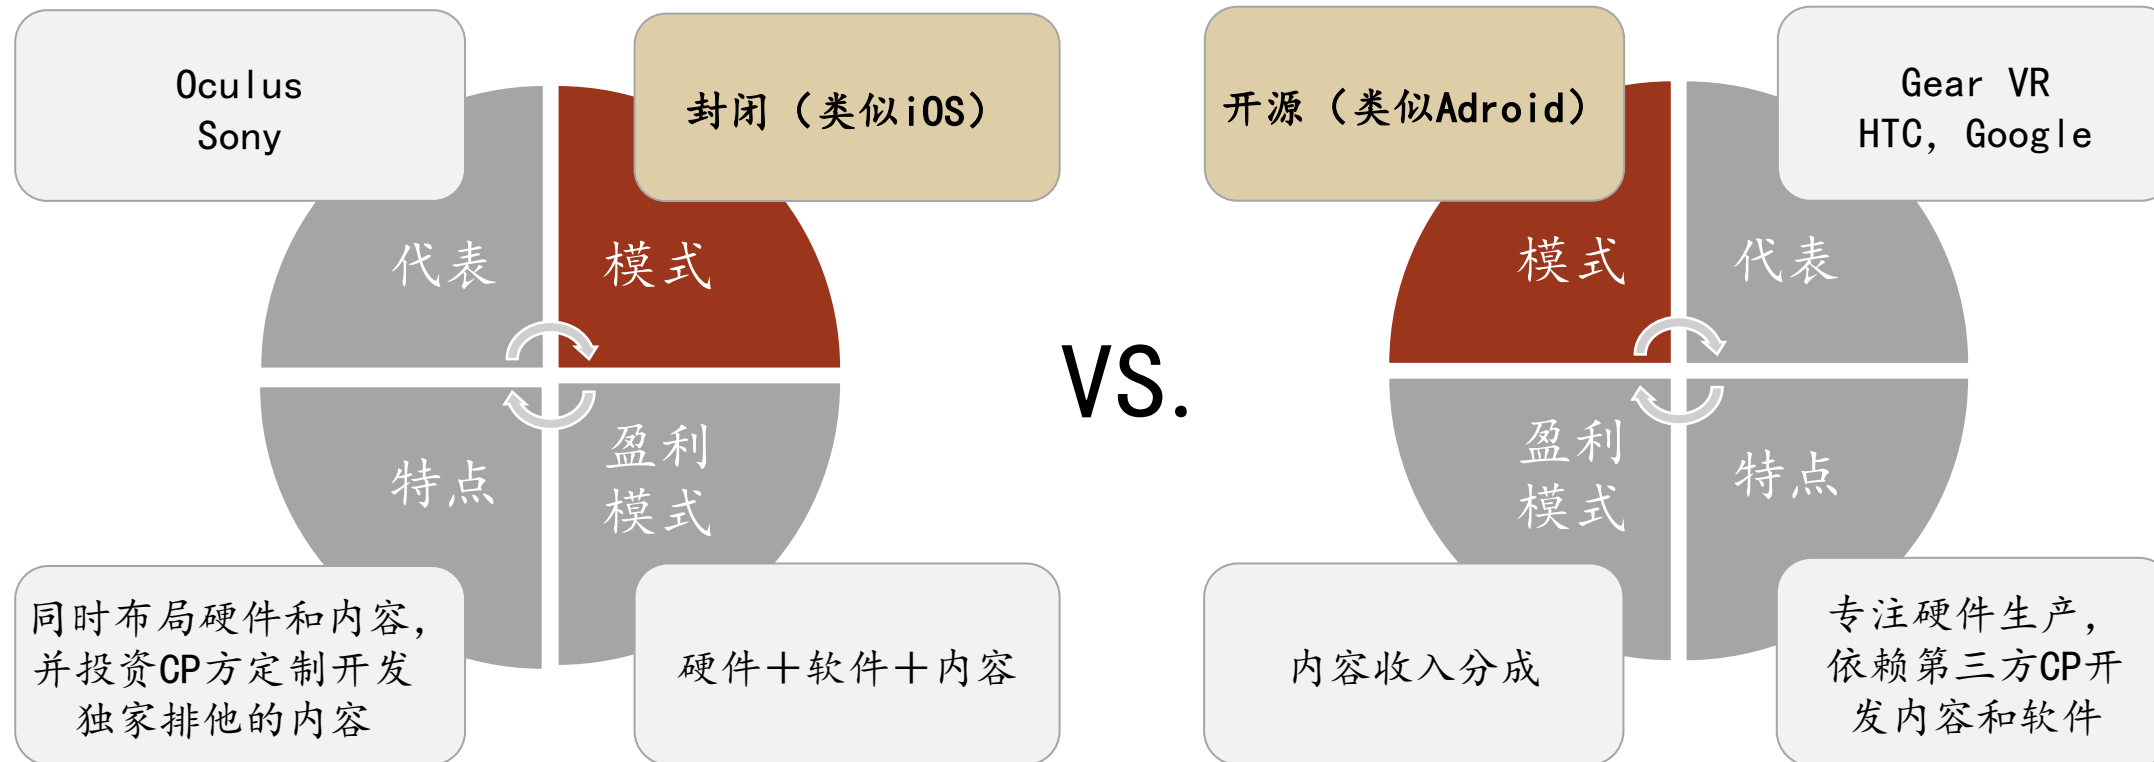 Oculus
Sony
封闭（类似iOS）
代表
模式
特点
盈利
模式
同时布局硬件和内容，
并投资CP方定制开发
独家排他的内容
硬件＋软件＋内容
VS.
开源（类似Adroid）
Gear VR
HTC, Google
模式
代表
盈利
模式
特点
内容收入分成
专注硬件生产，
依赖第三方CP开
发内容和软件